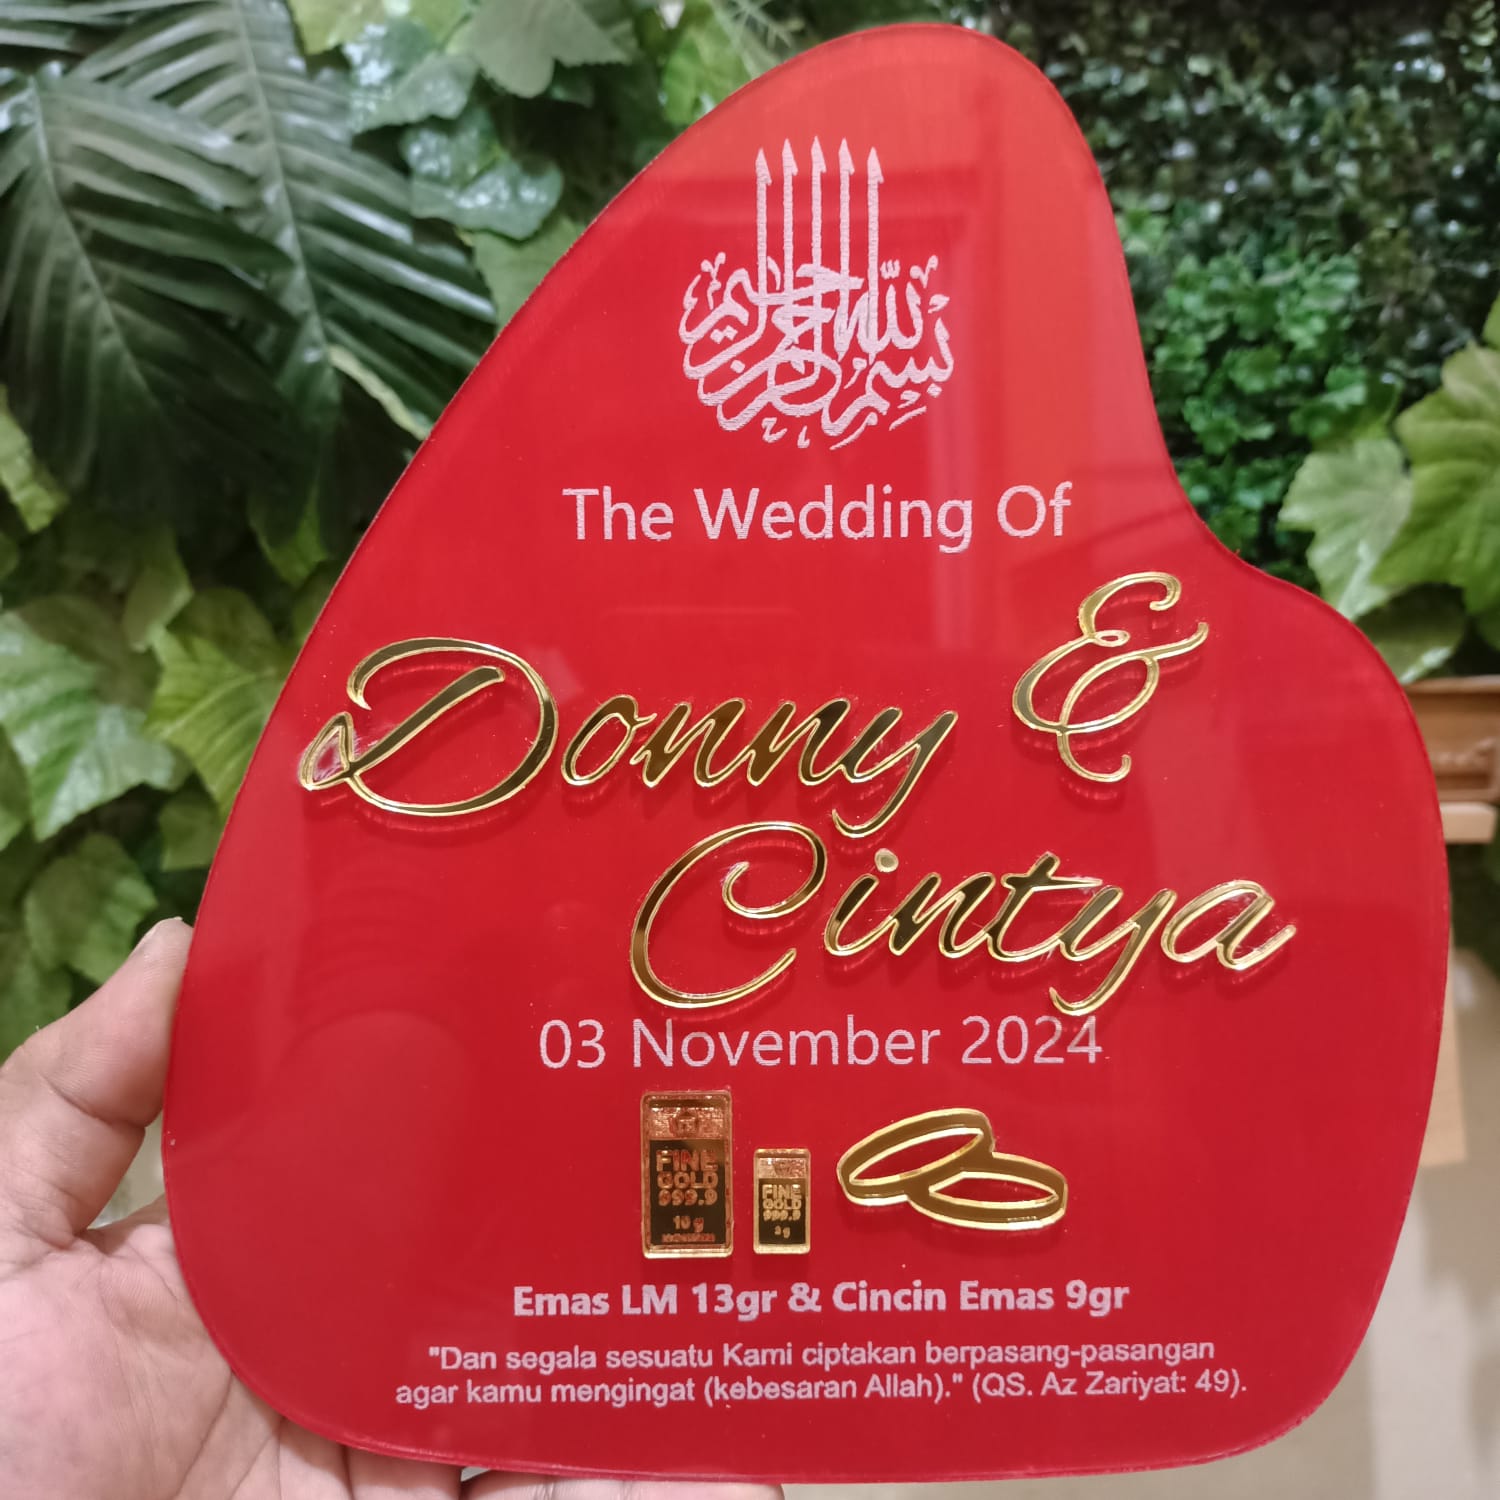 بسم الله الرحمن الرحيم
The Wedding Of
Donny &
Cintya
03 November 2024
FINE
GOLD
999.9
10 g
FINE
GOLD
999.9
3 g
Emas LM 13gr & Cincin Emas 9gr
"Dan segala sesuatu Kami ciptakan berpasang-pasangan
agar kamu mengingat (kebesaran Allah)." (QS. Az Zariyat: 49).